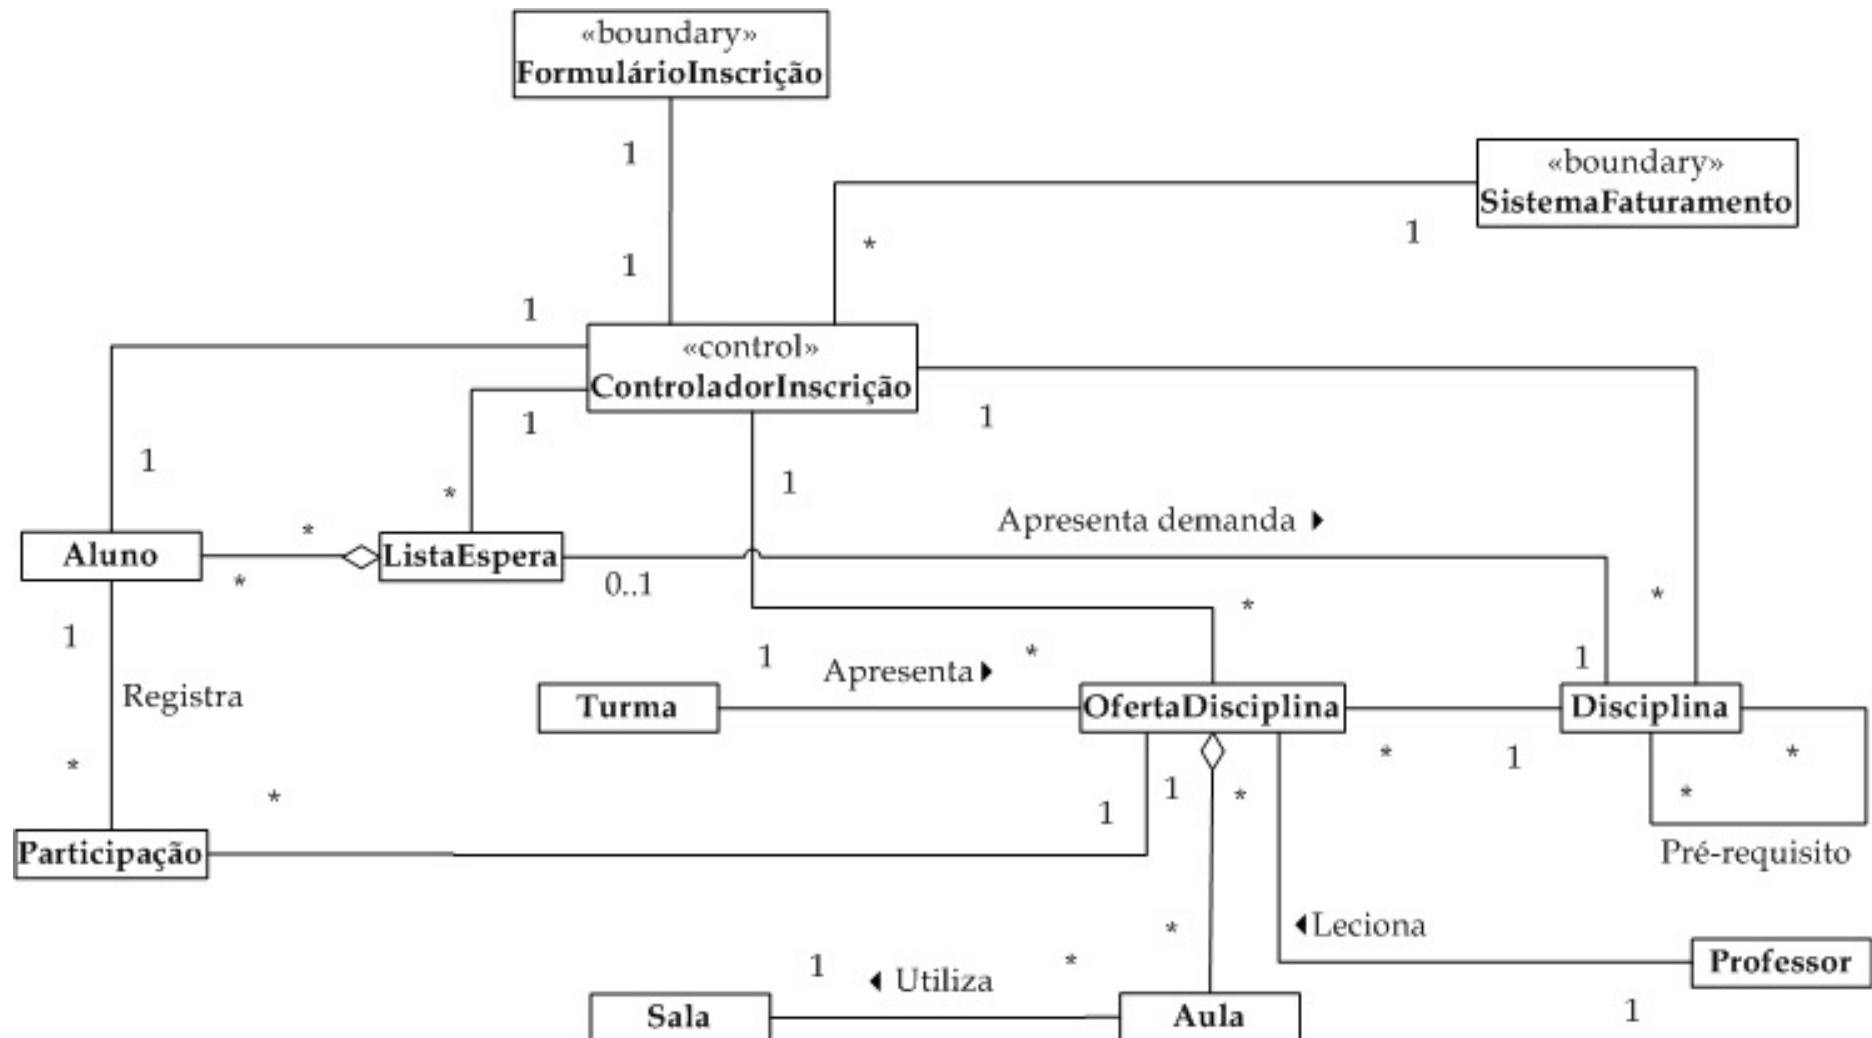 «boundary»
FormulárioInscrição
1
«boundary»
SistemaFaturamento
1
*
1
1
1
«control»
ControladorInscrição
1
1
1
1
*
Apresenta demanda
*
Aluno
*
ListaEspera
0..1
*
*
1
1
*
1
Apresenta
Registra
Turma
OfertaDisciplina
Disciplina
*
1
*
*
1
*
*
*
1
Participação
Pré-requisito
*
Leciona
1
*
Utiliza
Professor
Sala
Aula
1